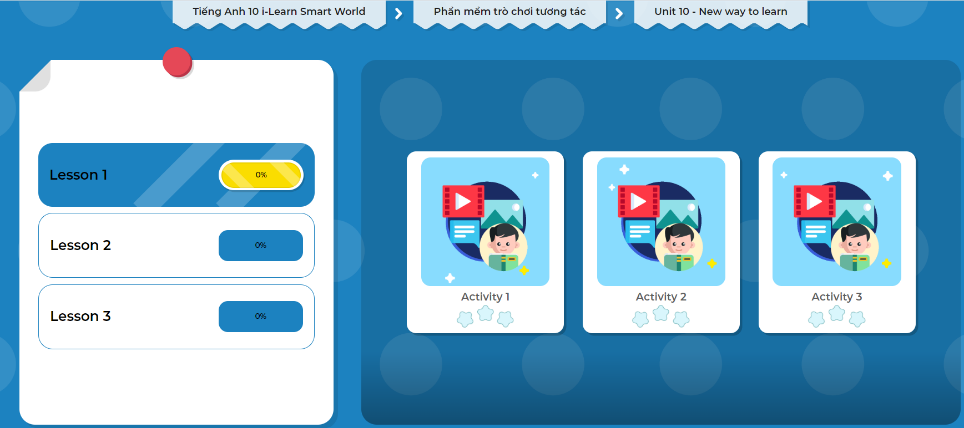 Tiếng Anh 10 i-Learn Smart World
Phần mềm trò chơi tương tác
Unit 10 - New way to learn
Lesson 1
0%
Lesson 2
0%
Lesson 3
0%
Activity 1
Activity 2
Activity 3